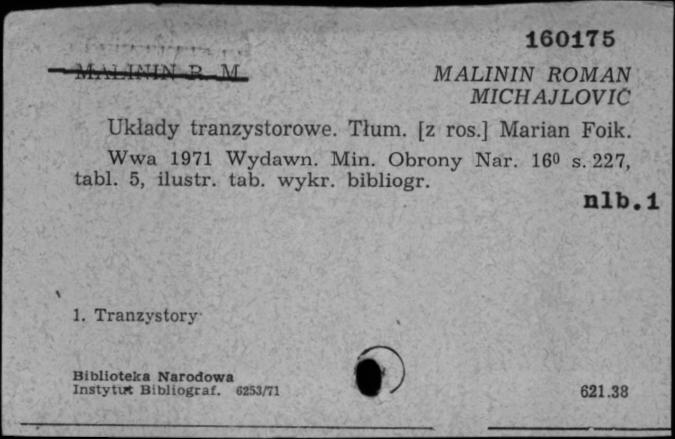 160175
MALININ R. M.
MALININ ROMAN
MICHAJLOVIČ
Układy tranzystorowe. Tłum. [z ros.] Marian Foik.
Wwa 1971 Wydawn. Min. Obrony Nar. 16⁰ s. 227,
tabl. 5, ilustr. tab. wykr. bibliogr.
nlb.1
1. Tranzystory
Biblioteka Narodowa
Instytut Bibliograf. 6253/71
621.38